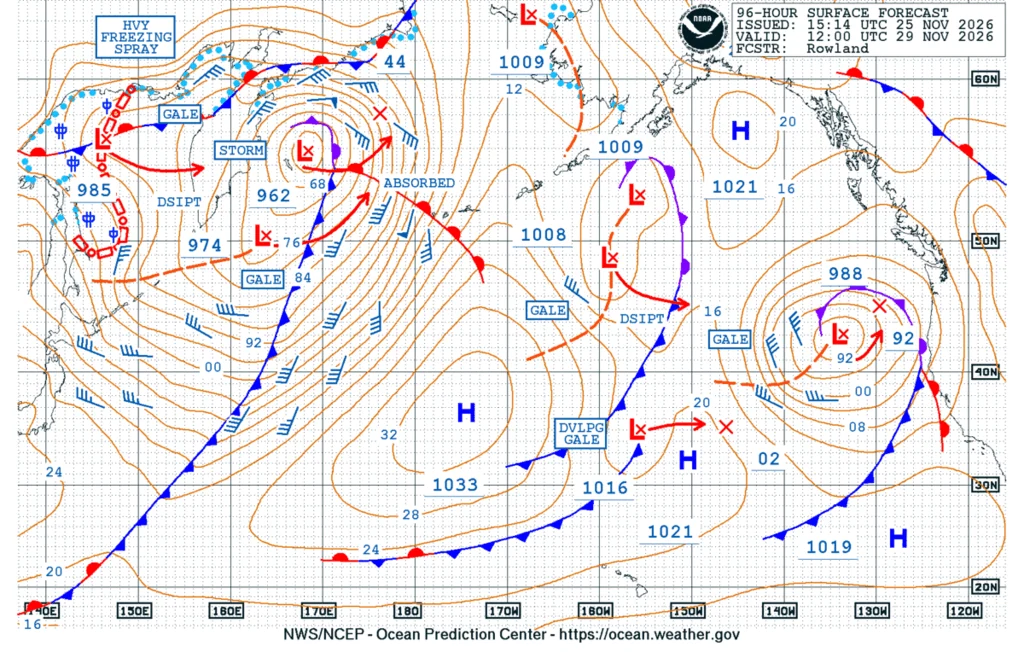 96-HOUR SURFACE FORECAST
ISSUED: 15:14 UTC 25 NOV 2026
VALID: 12:00 UTC 29 NOV 2026
FCSTR: Rowland
NOAA
HVY
FREEZING
SPRAY
44
1009
12
60N
GALE
H
20
L
STORM
L
1009
985
962
68
ABSORBED
1021
16
DSIPT
L
974
L
76
1008
L
50N
GALE
84
988
GALE
16
DSIPT
GALE
L
92
92
92
00
40N
00
H
20
08
32
DVLPG
GALE
L
H
02
24
1033
1016
30N
28
1021
24
1019
H
20
20N
16
140E
150E
160E
170E
180
170W
160W
150W
140W
130W
120W
NWS/NCEP - Ocean Prediction Center - https://ocean.weather.gov